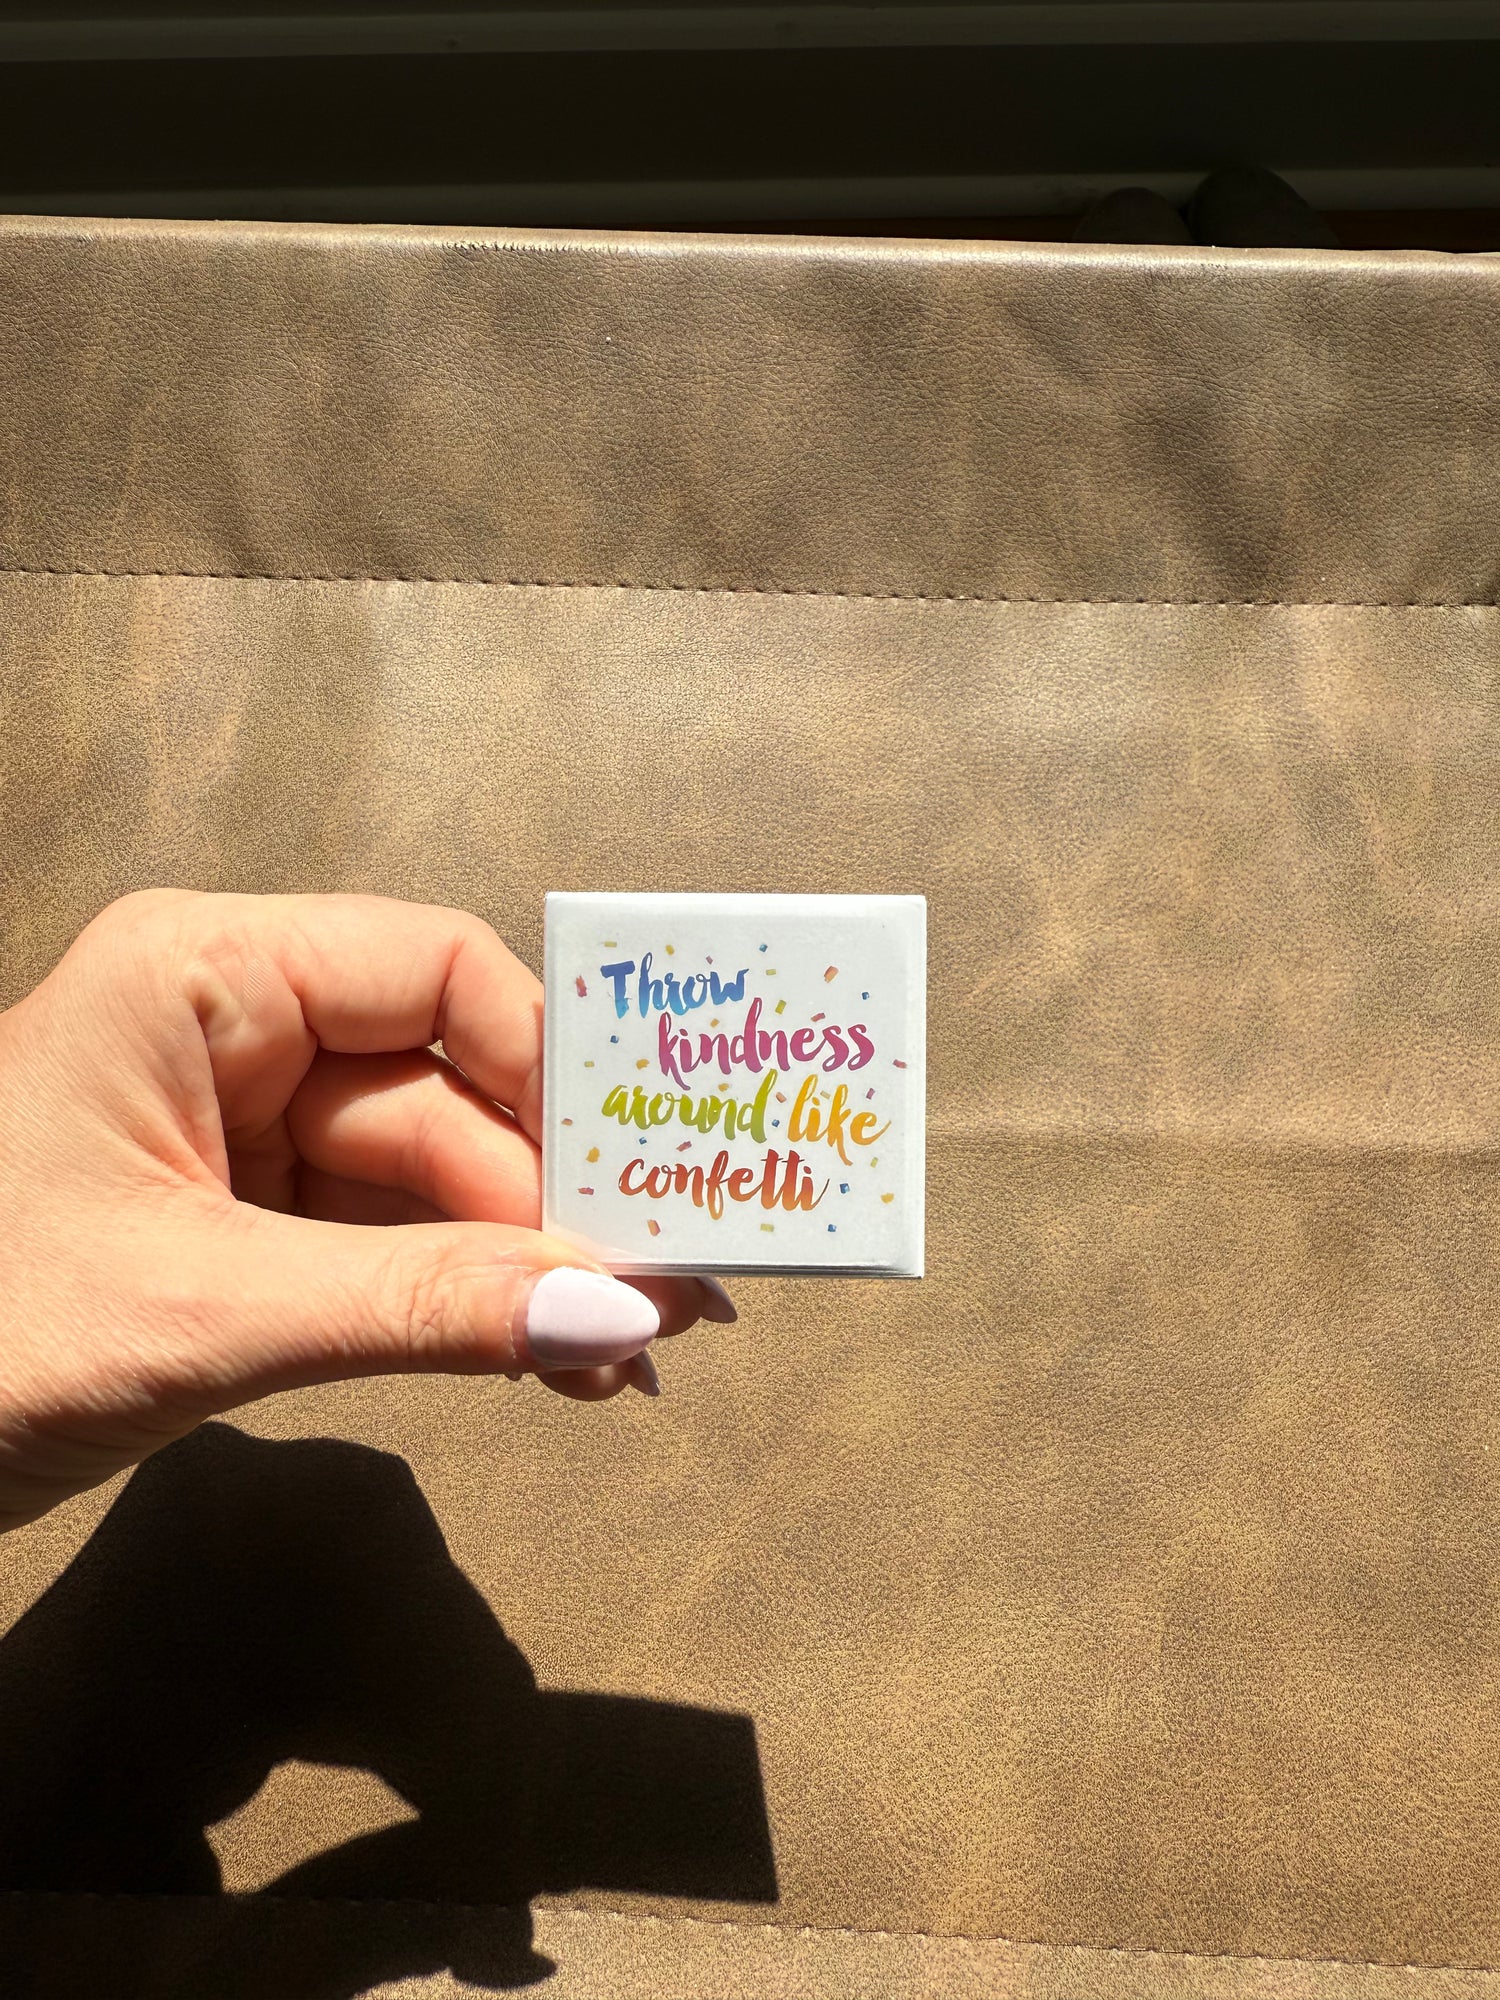 Throw
kindness
around like
confetti